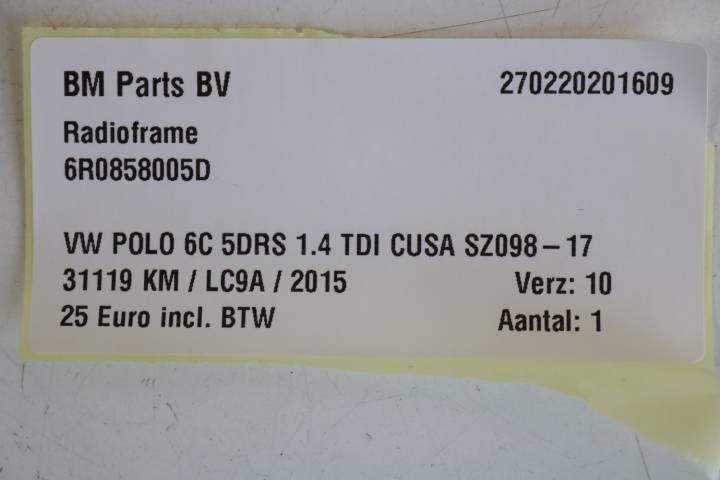 BM Parts BV 270220201609
Radioframe
6R0858005D
VW POLO 6C 5DRS 1.4 TDI CUSA SZ098-17
31119 KM / LC9A / 2015 Verz: 10
25 Euro incl. BTW Aantal: 1